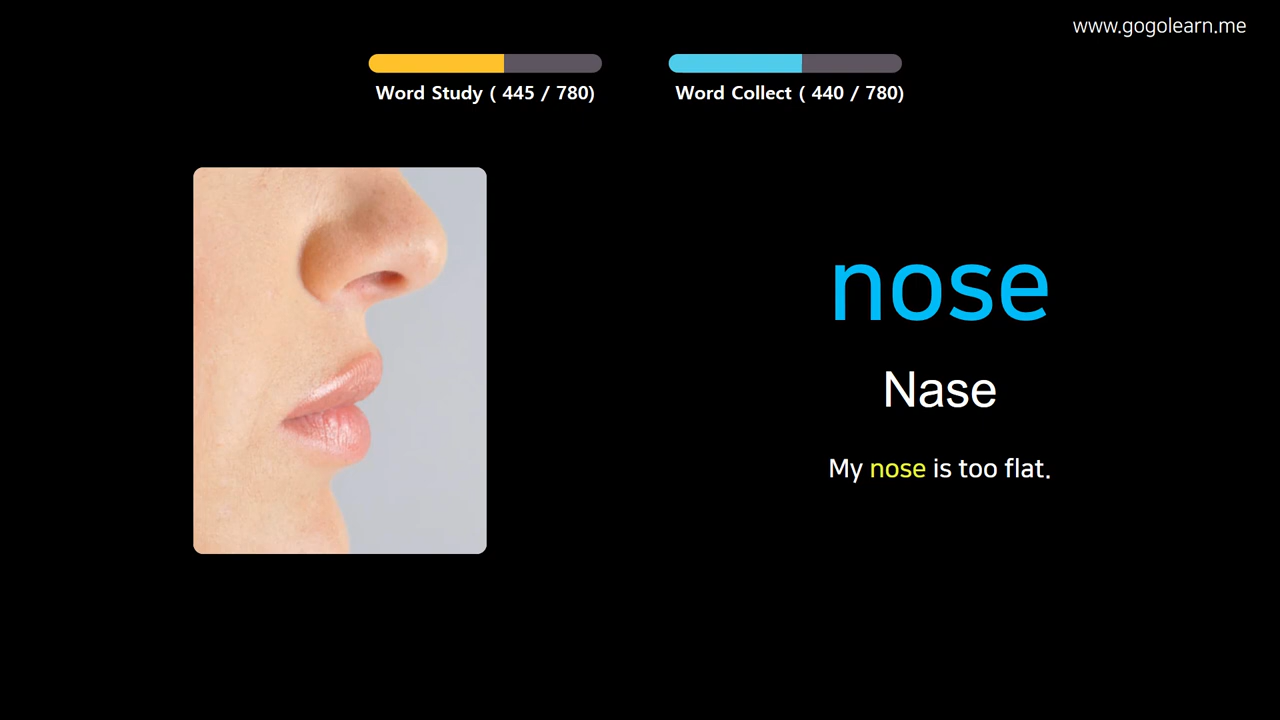 www.gogolearn.me
Word Study ( 445 / 780)
Word Collect ( 440 / 780)
nose
Nase
My nose is too flat.